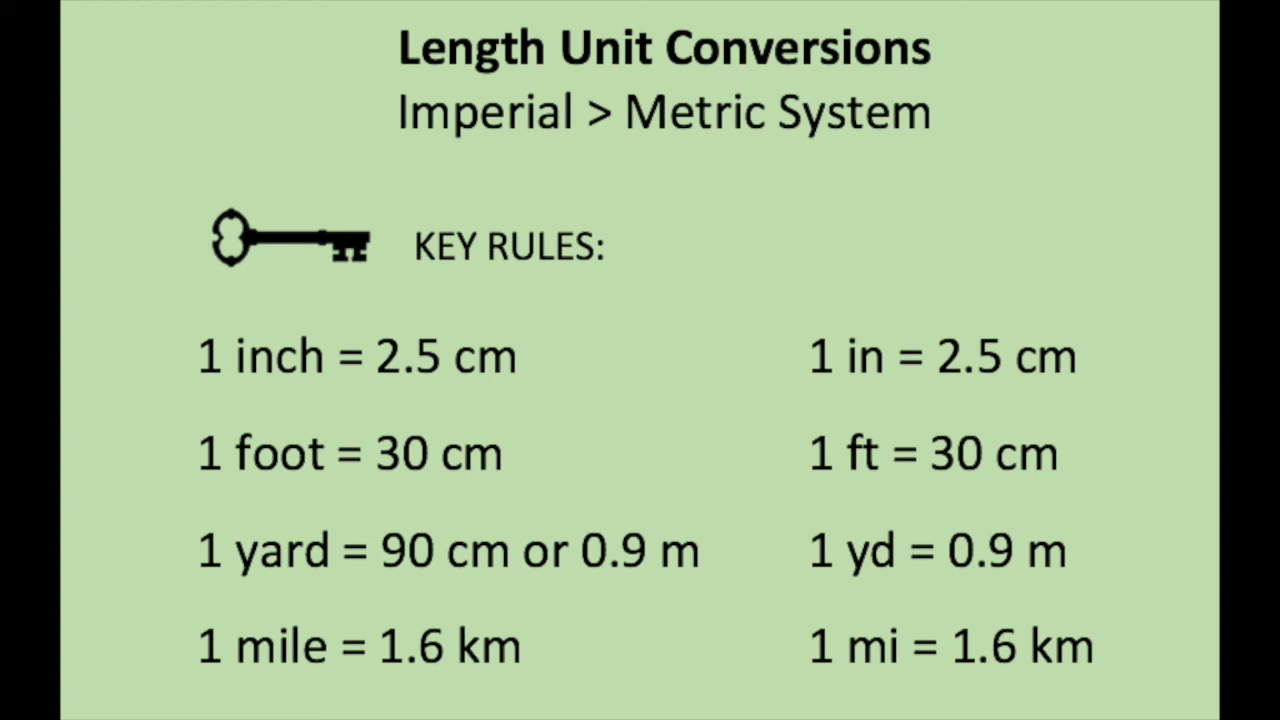 Length Unit Conversions
Imperial > Metric System
KEY RULES:
1 inch = 2.5 cm
1 in = 2.5 cm
1 foot = 30 cm
1 ft = 30 cm
1 yard = 90 cm or 0.9 m
1 yd = 0.9 m
1 mile = 1.6 km
1 mi = 1.6 km